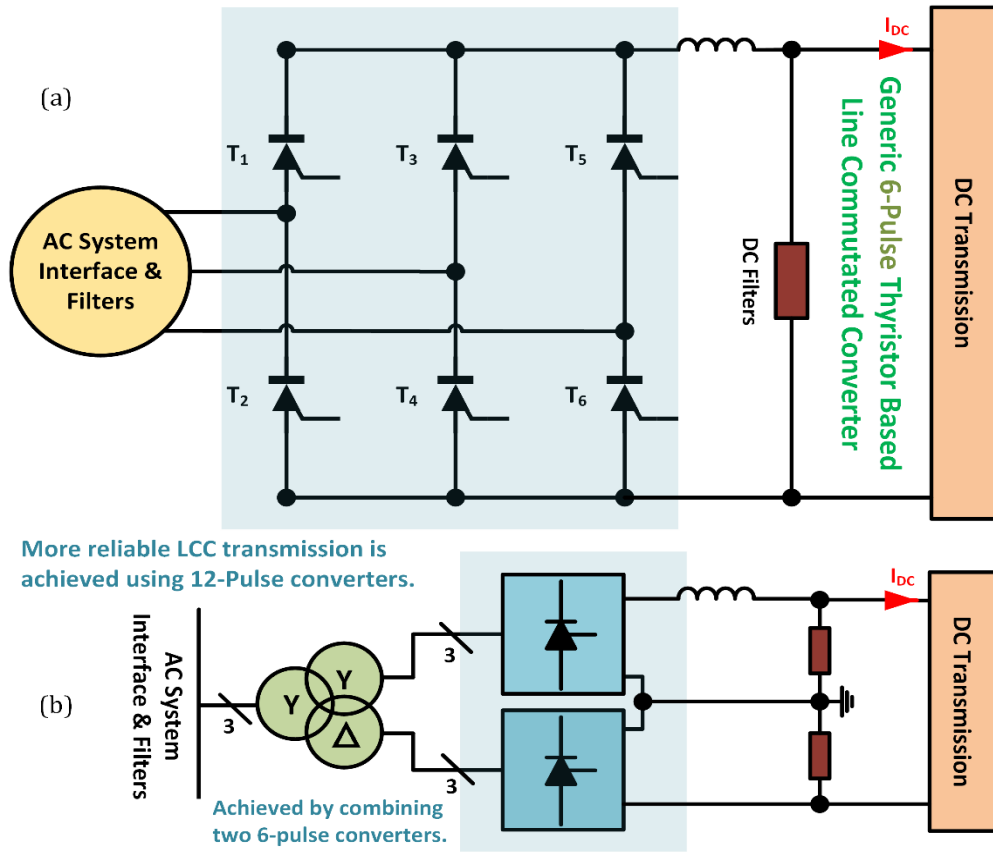 (a)
AC System
Interface &
Filters
T₁
T₃
T₅
T₂
T₄
T₆
DC Filters
I_DC
Generic 6-Pulse Thyristor Based
Line Commutated Converter
DC Transmission
More reliable LCC transmission is
achieved using 12-Pulse converters.
(b)
AC System
Interface & Filters
3
Y
Y
Δ
3
3
Achieved by combining
two 6-pulse converters.
I_DC
DC Transmission